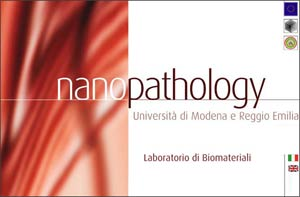 nanopathology
Università di Modena e Reggio Emilia
Laboratorio di Biomateriali